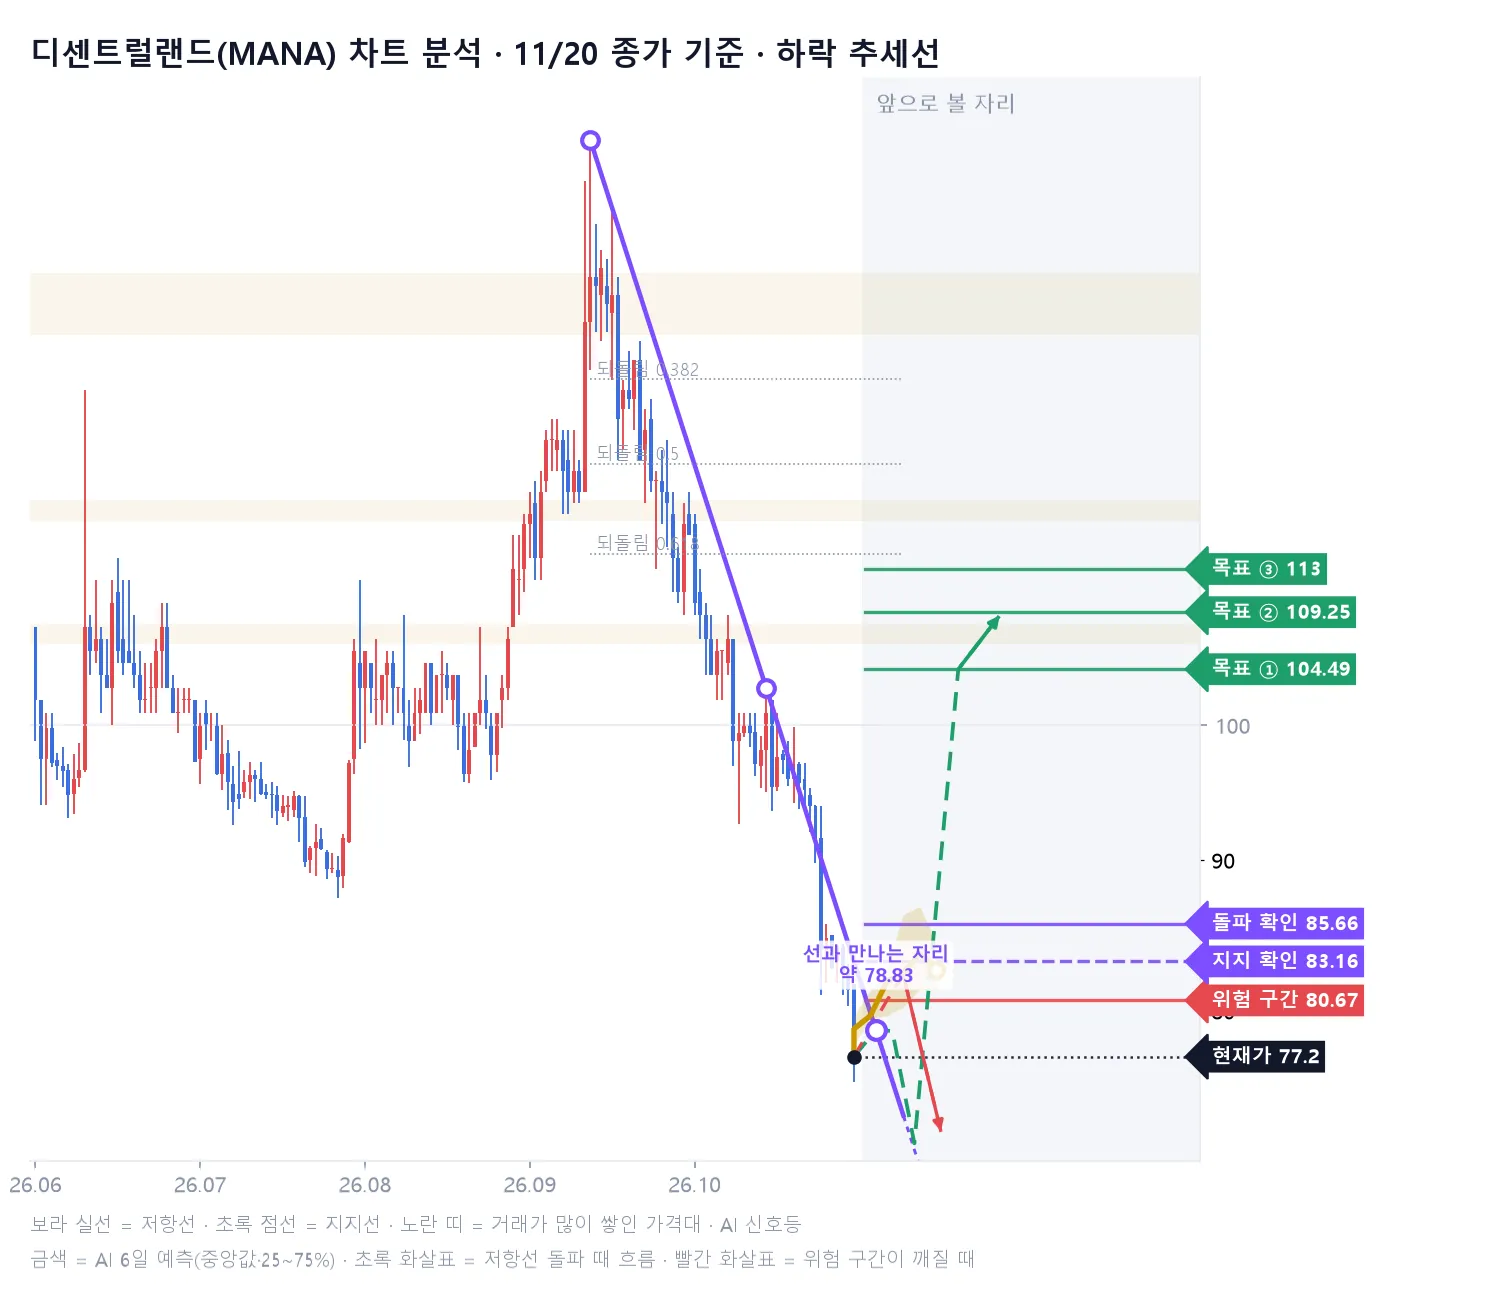 디센트럴랜드(MANA) 차트 분석 · 11/20 종가 기준 · 하락 추세선
앞으로 볼 자리
되돌림 0.382
되돌림 0.5
되돌림 0.618
목표 ③ 113
목표 ② 109.25
목표 ① 104.49
100
90
돌파 확인 85.66
선과 만나는 자리
약 78.83
지지 확인 83.16
위험 구간 80.67
현재가 77.2
26.06 26.07 26.08 26.09 26.10
보라 실선 = 저항선 · 초록 점선 = 지지선 · 노란 띠 = 거래가 많이 쌓인 가격대 · AI 신호등
금색 = AI 6일 예측(중앙값·25~75%) · 초록 화살표 = 저항선 돌파 때 흐름 · 빨간 화살표 = 위험 구간이 깨질 때